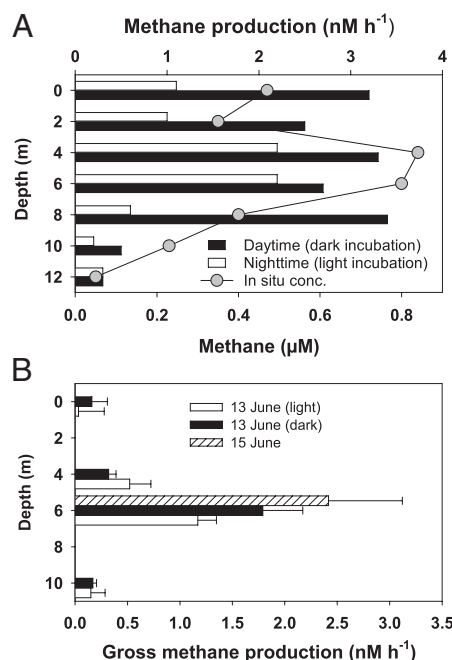 A
Methane production (nM h-1)
0 1 2 3 4
Depth (m)
0
2
4
6
8
10
12
Daytime (dark incubation)
Nighttime (light incubation)
In situ conc.
0.0 0.2 0.4 0.6 0.8
Methane (µM)
B
Depth (m)
0
2
4
6
8
10
13 June (light)
13 June (dark)
15 June
0.0 0.5 1.0 1.5 2.0 2.5 3.0 3.5
Gross methane production (nM h-1)